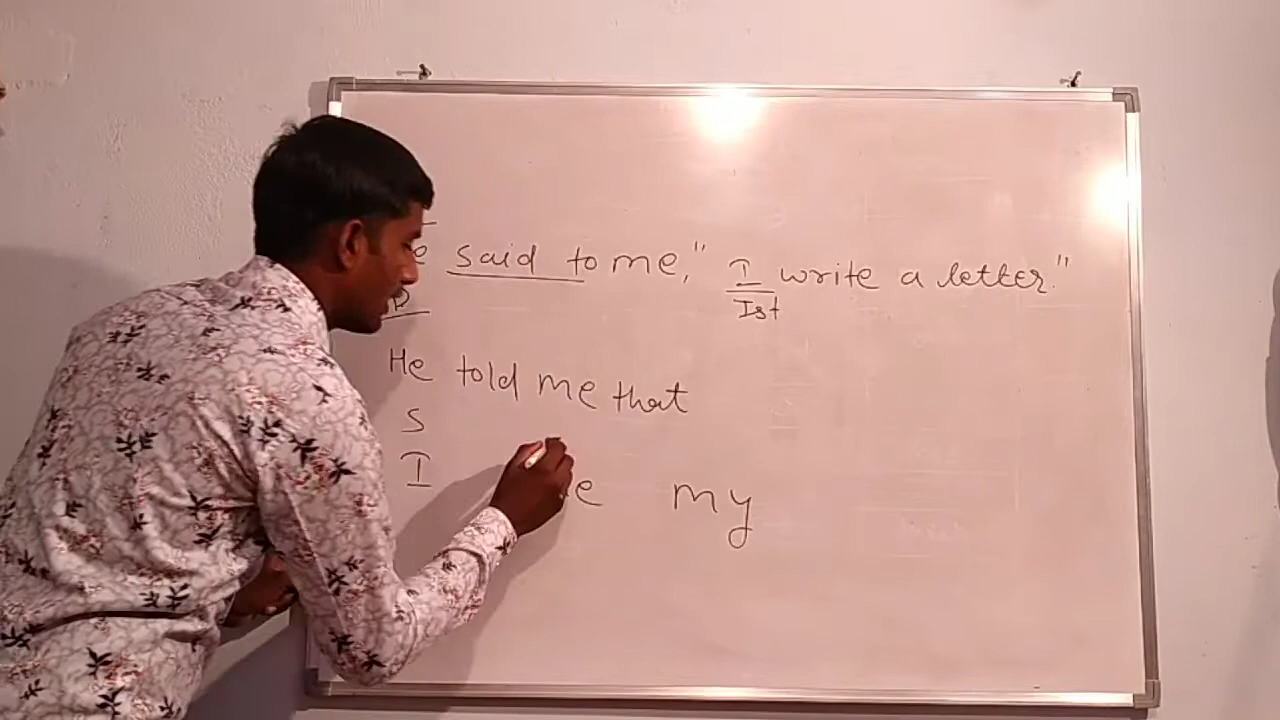 said to me," I write a letter."
Ist
He told me that
S
I my